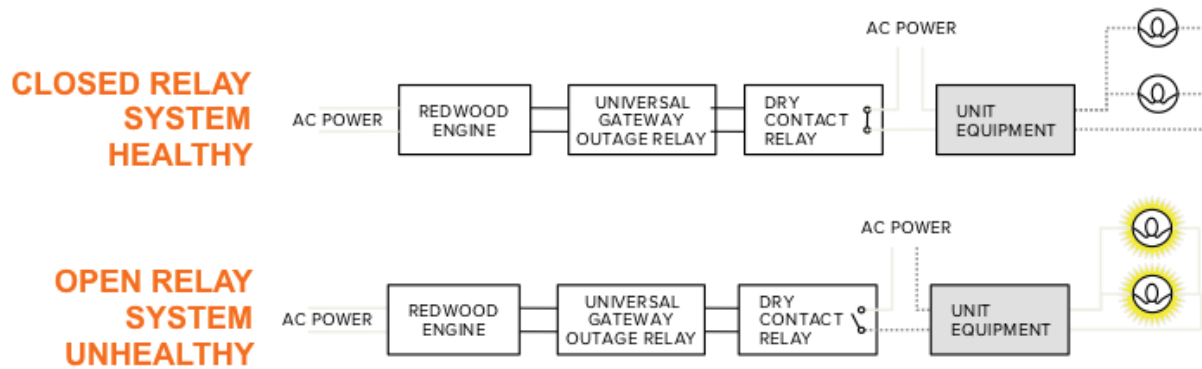 CLOSED RELAY
SYSTEM
HEALTHY
AC POWER
REDWOOD
ENGINE
UNIVERSAL
GATEWAY
OUTAGE RELAY
DRY
CONTACT
RELAY
AC POWER
UNIT
EQUIPMENT
OPEN RELAY
SYSTEM
UNHEALTHY
AC POWER
REDWOOD
ENGINE
UNIVERSAL
GATEWAY
OUTAGE RELAY
DRY
CONTACT
RELAY
AC POWER
UNIT
EQUIPMENT